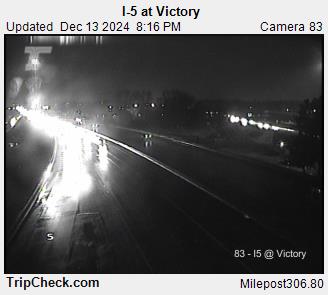 I-5 at Victory
Updated Dec 13 2024 8:16 PM Camera 83
S
83 - I5 @ Victory
TripCheck.com Milepost306.80